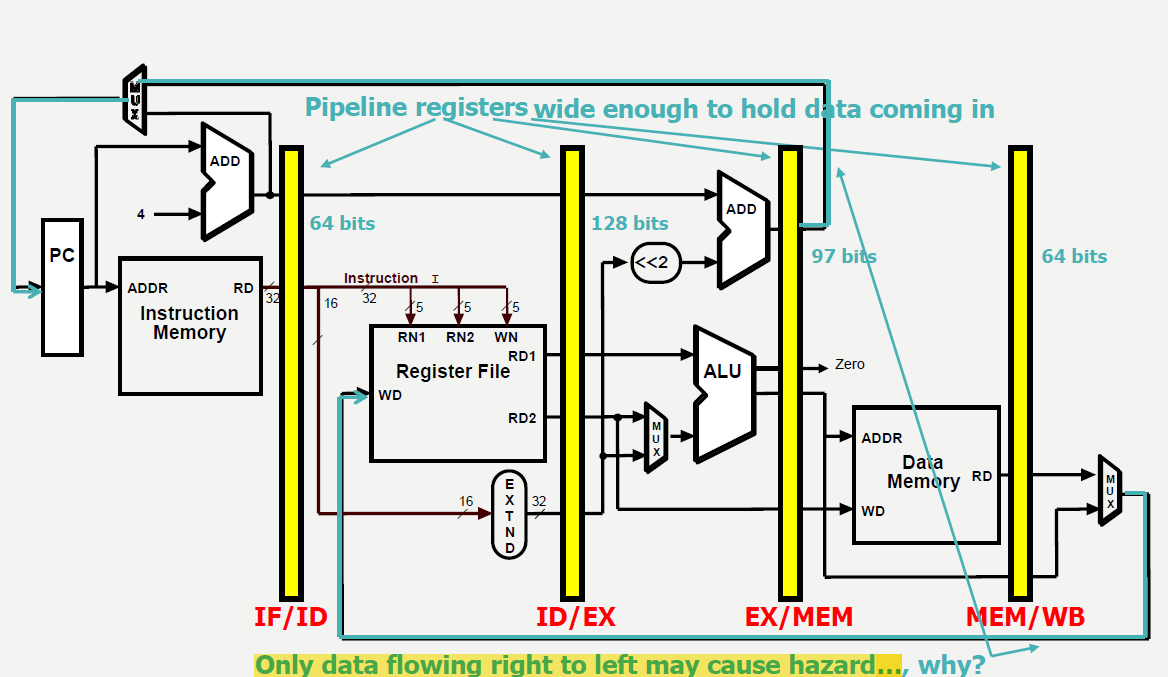 MUX
Pipeline registers wide enough to hold data coming in
ADD
4
64 bits
128 bits
ADD
97 bits
64 bits
PC
<<2
ADDR
RD
32
Instruction Memory
Instruction I
16
32
5
5
5
RN1 RN2 WN
RD1
Register File
WD
RD2
ALU
Zero
MUX
ADDR
Data Memory
RD
WD
MUX
16
EXTND
32
IF/ID
ID/EX
EX/MEM
MEM/WB
Only data flowing right to left may cause hazard..., why?